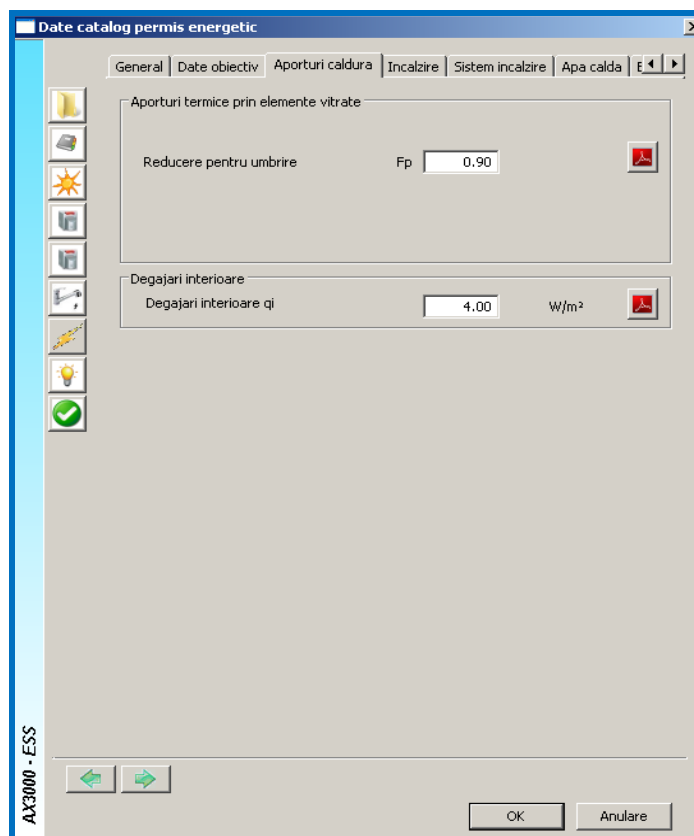 Date catalog permis energetic
General Date obiectiv Aporturi caldura Incalzire Sistem incalzire Apa calda
Aporturi termice prin elemente vitrate
Reducere pentru umbrire Fp 0.90
Degajari interioare
Degajari interioare qi 4.00 W/m²
AX3000 - ESS
OK Anulare